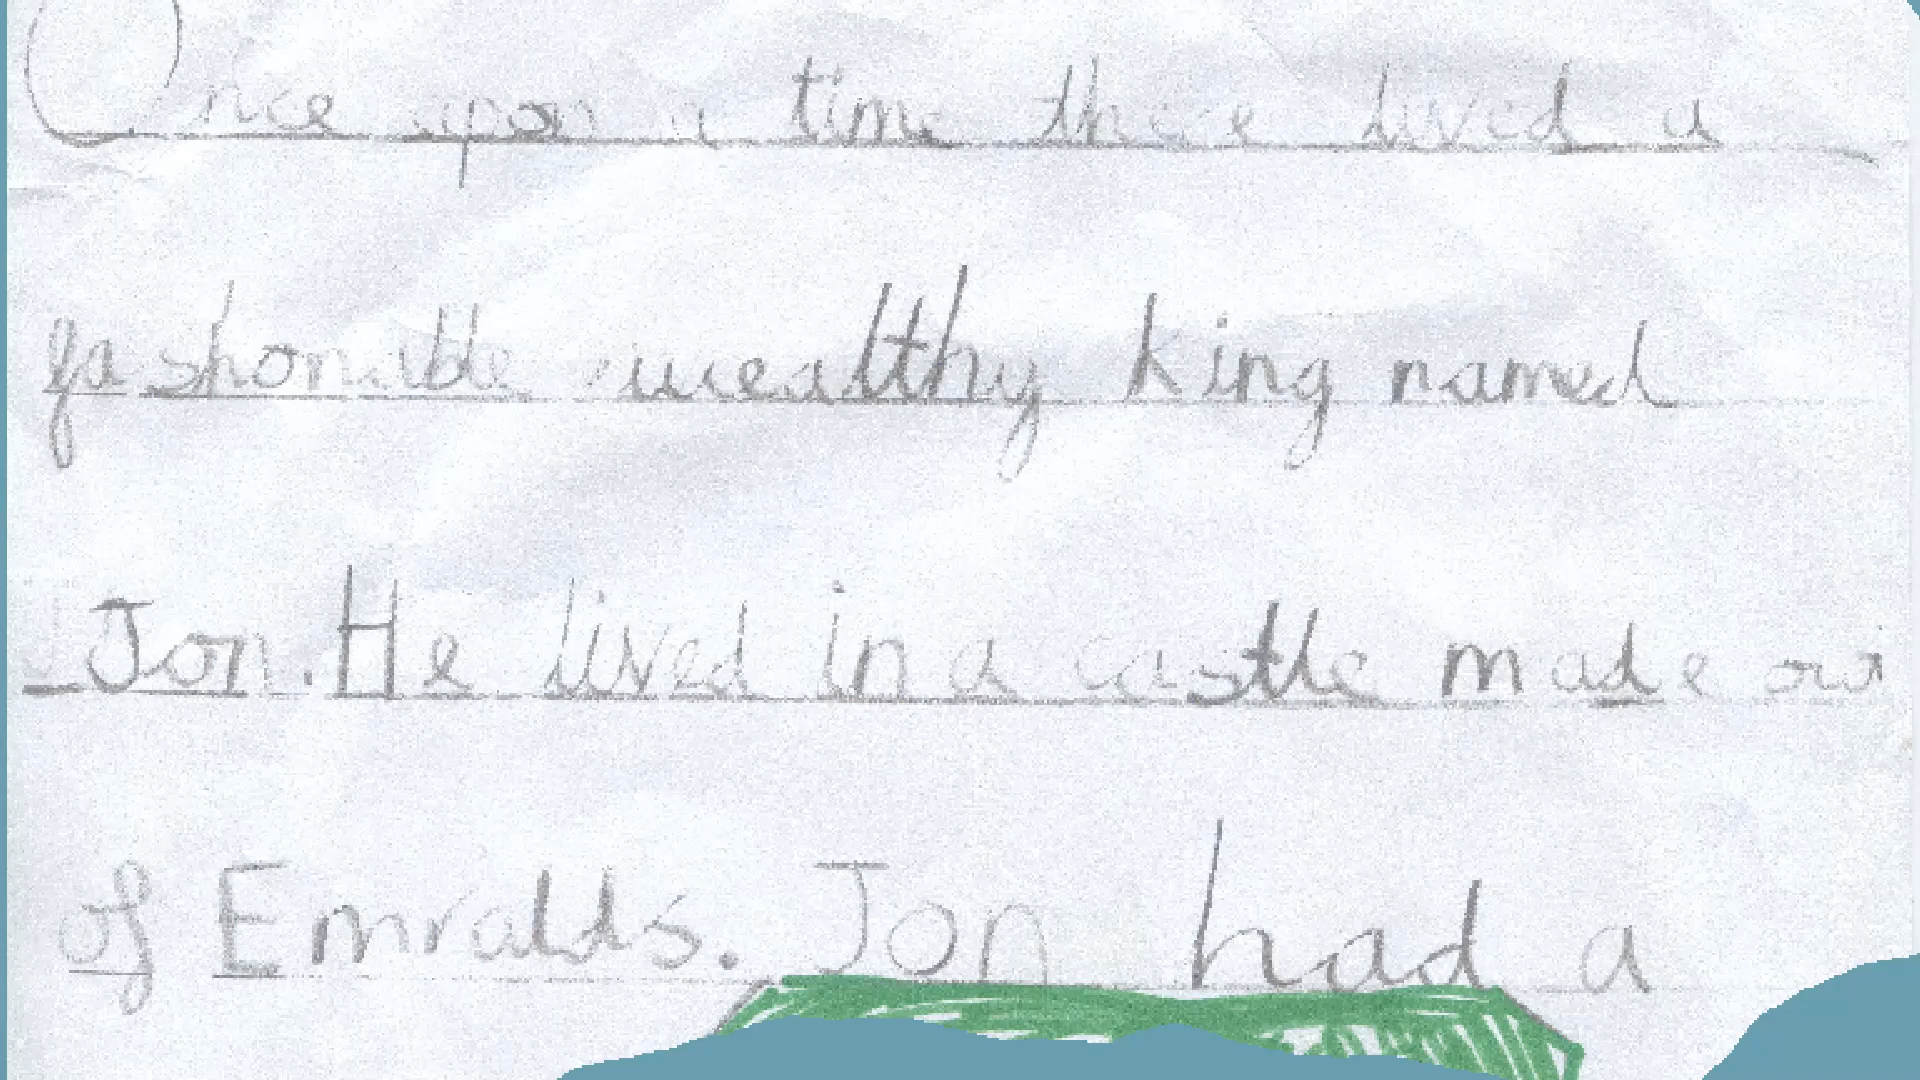 Once upon a time there lived a
fashonable wealthy king named
Jon. He lived in a castle made out
of Emralds. Jon had a